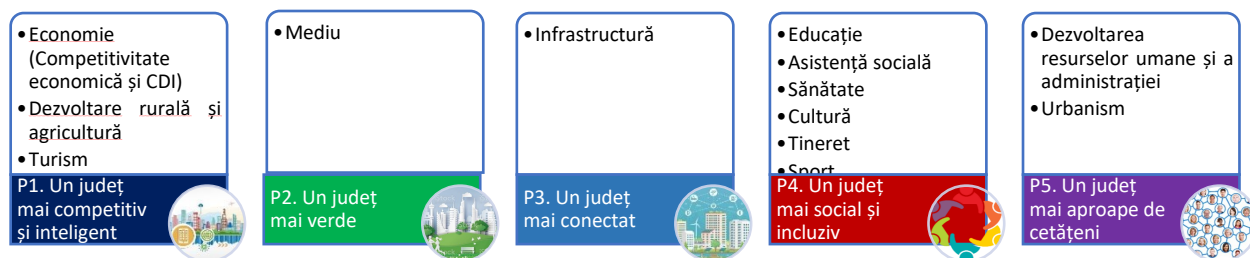 • Economie
(Competitivitate
economică și CDI)
• Dezvoltare rurală și
agricultură
• Turism
P1. Un județ
mai competitiv
și inteligent
• Mediu
P2. Un județ
mai verde
• Infrastructură
P3. Un județ
mai conectat
• Educație
• Asistență socială
• Sănătate
• Cultură
• Tineret
• Sport
P4. Un județ
mai social și
incluziv
• Dezvoltarea
resurselor umane și a
administrației
• Urbanism
P5. Un județ
mai aproape de
cetățeni